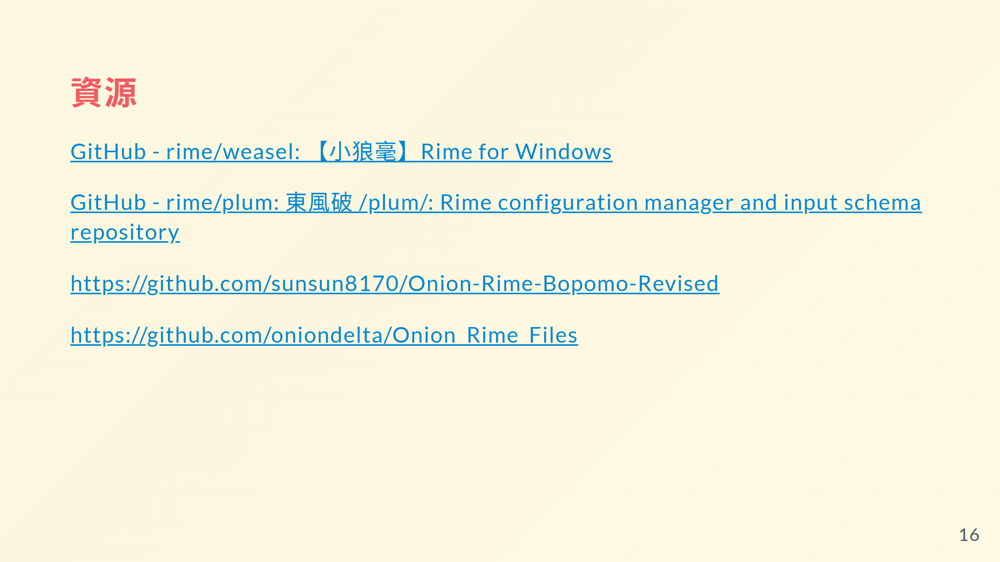 資源
GitHub - rime/weasel: 【小狼毫】Rime for Windows
GitHub - rime/plum: 東風破 /plum/: Rime configuration manager and input schema
repository
https://github.com/sunsun8170/Onion-Rime-Bopomo-Revised
https://github.com/oniondelta/Onion_Rime_Files
16